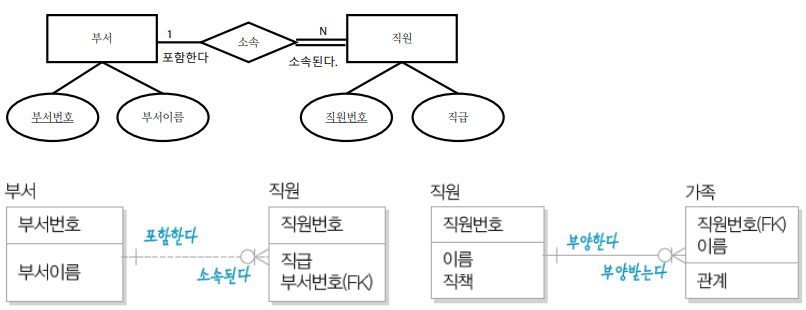 부서
1
포함한다
소속
N
소속된다.
직원
부서번호
부서이름
직원번호
직급
부서
부서번호
부서이름
포함한다
소속된다
직원
직원번호
직급
부서번호(FK)
직원
직원번호
이름
직책
부양한다
부양받는다
가족
직원번호(FK)
이름
관계